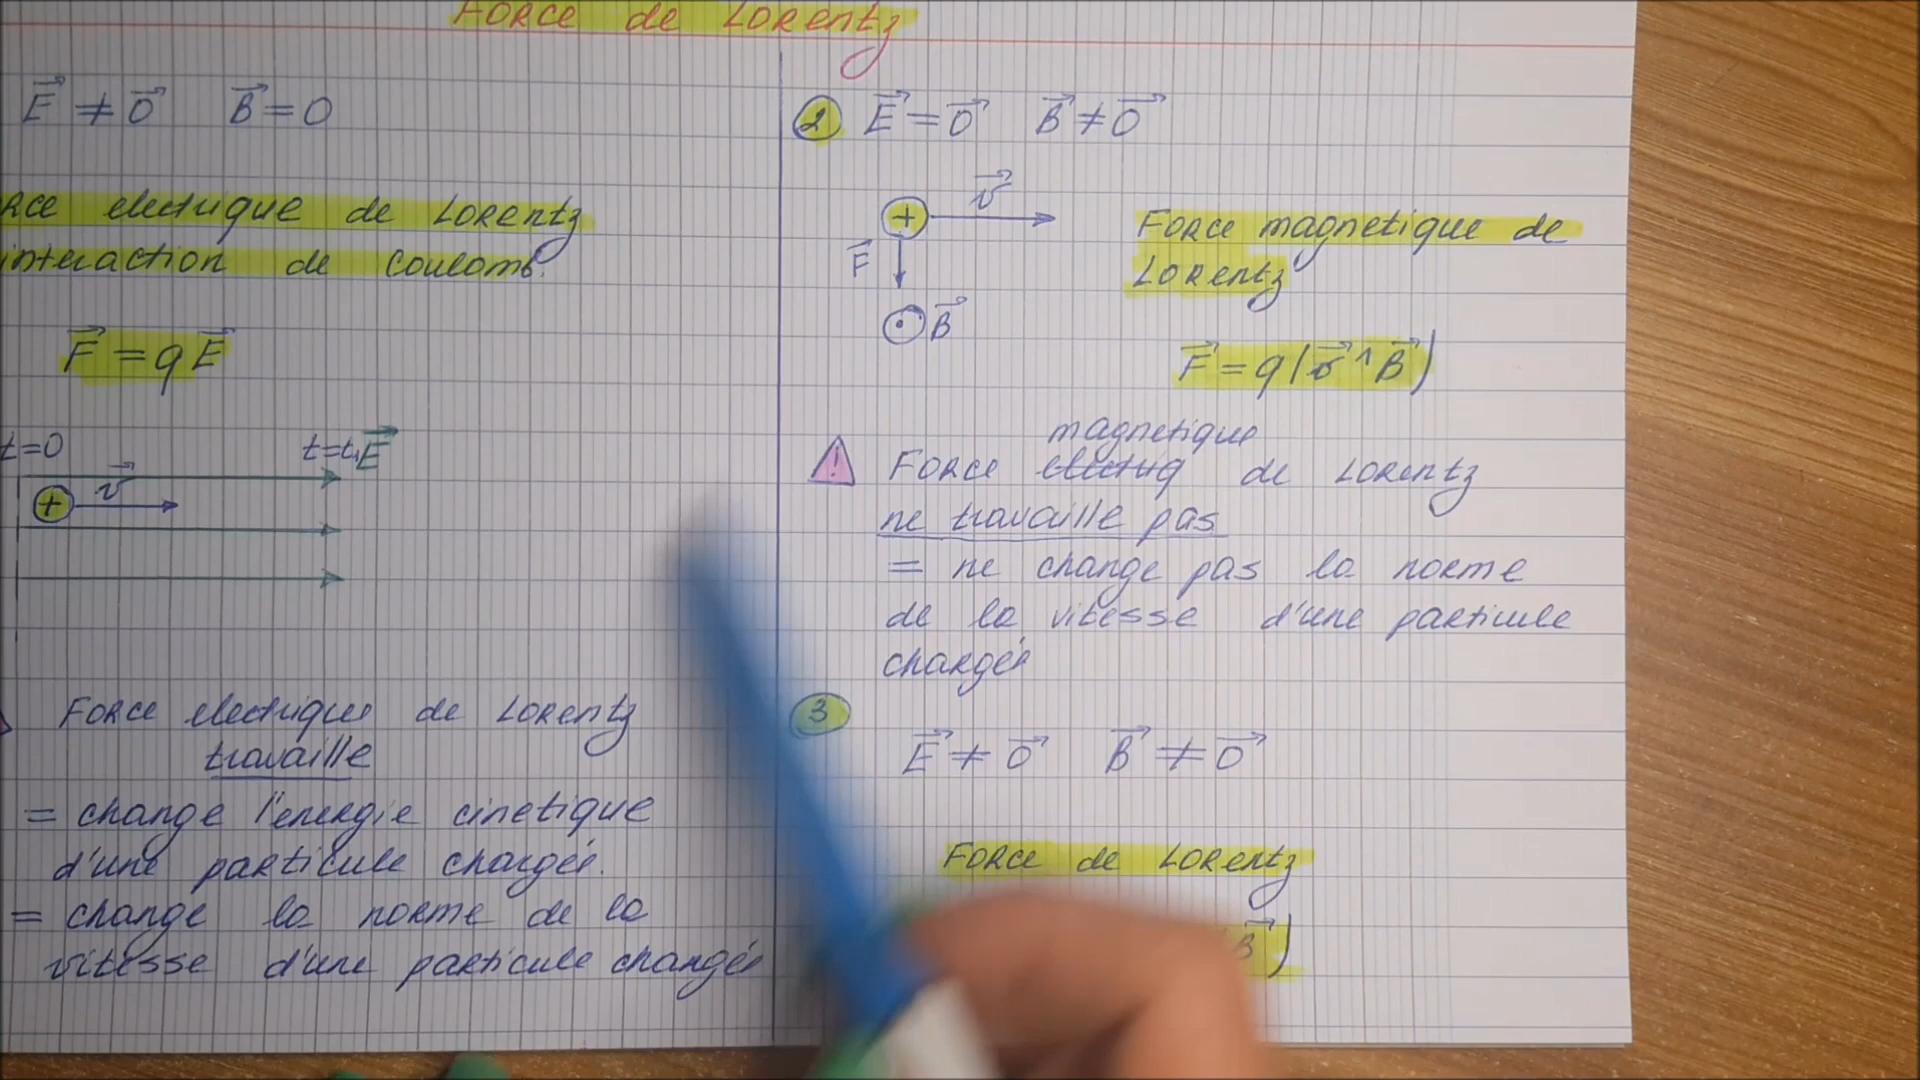 Force de Lorentz
E⃗ ≠ 0⃗ B⃗ = 0
rce electrique de Lorentz
interaction de Coulomb.
F⃗ = qE⃗
t=0 t=t₁ E⃗
+ v⃗
Force electrique de Lorentz
travaille
= change l'energie cinetique
d'une particule chargée.
= change la norme de la
vitesse d'une particule chargée
2 E⃗ = 0⃗ B⃗ ≠ 0⃗
+ v⃗
F⃗
B⃗
Force magnetique de
Lorentz
F⃗ = q(v⃗ ^ B⃗)
magnetique
! Force electriq de Lorentz
ne travaille pas
= ne change pas la norme
de la vitesse d'une particule
chargée
3
E⃗ ≠ 0⃗ B⃗ ≠ 0⃗
Force de Lorentz
B⃗)